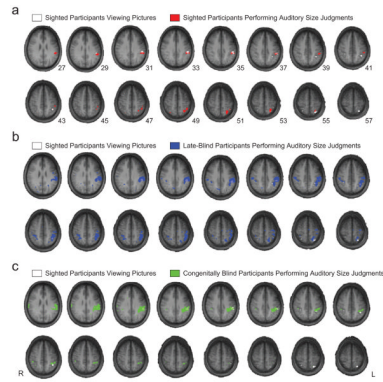 a
Sighted Participants Viewing Pictures Sighted Participants Performing Auditory Size Judgments
27 29 31 33 35 37 39 41
43 45 47 49 51 53 55 57
b
Sighted Participants Viewing Pictures Late-Blind Participants Performing Auditory Size Judgments
c
Sighted Participants Viewing Pictures Congenitally Blind Participants Performing Auditory Size Judgments
R L